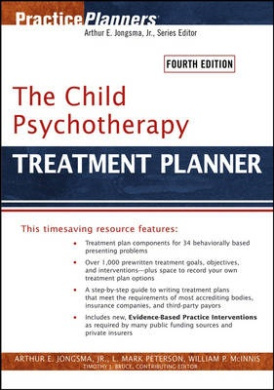 PracticePlanners®
Arthur E. Jongsma, Jr., Series Editor
FOURTH EDITION
The Child
Psychotherapy
TREATMENT PLANNER
This timesaving resource features:
• Treatment plan components for 34 behaviorally based
presenting problems
• Over 1,000 prewritten treatment goals, objectives,
and interventions—plus space to record your own
treatment plan options
• A step-by-step guide to writing treatment plans
that meet the requirements of most accrediting bodies,
insurance companies, and third-party payors
• Includes new, Evidence-Based Practice Interventions
as required by many public funding sources and
private insurers
ARTHUR E. JONGSMA, JR., L. MARK PETERSON, WILLIAM P. McINNIS
TIMOTHY J. BRUCE, CONTRIBUTING EDITOR